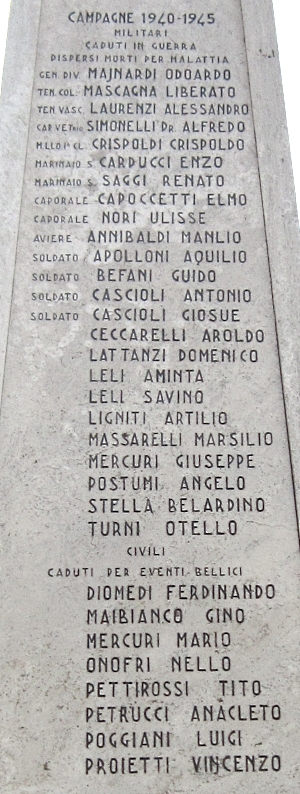 CAMPAGNE 1940-1945
MILITARI
CADUTI IN GUERRA
DISPERSI MORTI PER MALATTIA
GEN. DIV. MAJNARDI ODOARDO
TEN. COL. MASCAGNA LIBERATO
TEN. VASC. LAURENZI ALESSANDRO
CAP. VET.RIO SIMONELLI DR. ALFREDO
M.LLO 1ª CL. CRISPOLDI CRISPOLDO
MARINAIO S. CARDUCCI ENZO
MARINAIO S. SAGGI RENATO
CAPORALE CAPOCCETTI ELMO
CAPORALE NORI ULISSE
AVIERE ANNIBALDI MANLIO
SOLDATO APOLLONI AQUILIO
SOLDATO BEFANI GUIDO
SOLDATO CASCIOLI ANTONIO
SOLDATO CASCIOLI GIOSUE
CECCARELLI AROLDO
LATTANZI DOMENICO
LELI AMINTA
LELI SAVINO
LIGNITI ARTILIO
MASSARELLI MARSILIO
MERCURI GIUSEPPE
POSTUMI ANGELO
STELLA BELARDINO
TURNI OTELLO
CIVILI
CADUTI PER EVENTI BELLICI
DIOMEDI FERDINANDO
MAIBIANCO GINO
MERCURI MARIO
ONOFRI NELLO
PETTIROSSI TITO
PETRUCCI ANACLETO
POGGIANI LUIGI
PROIETTI VINCENZO